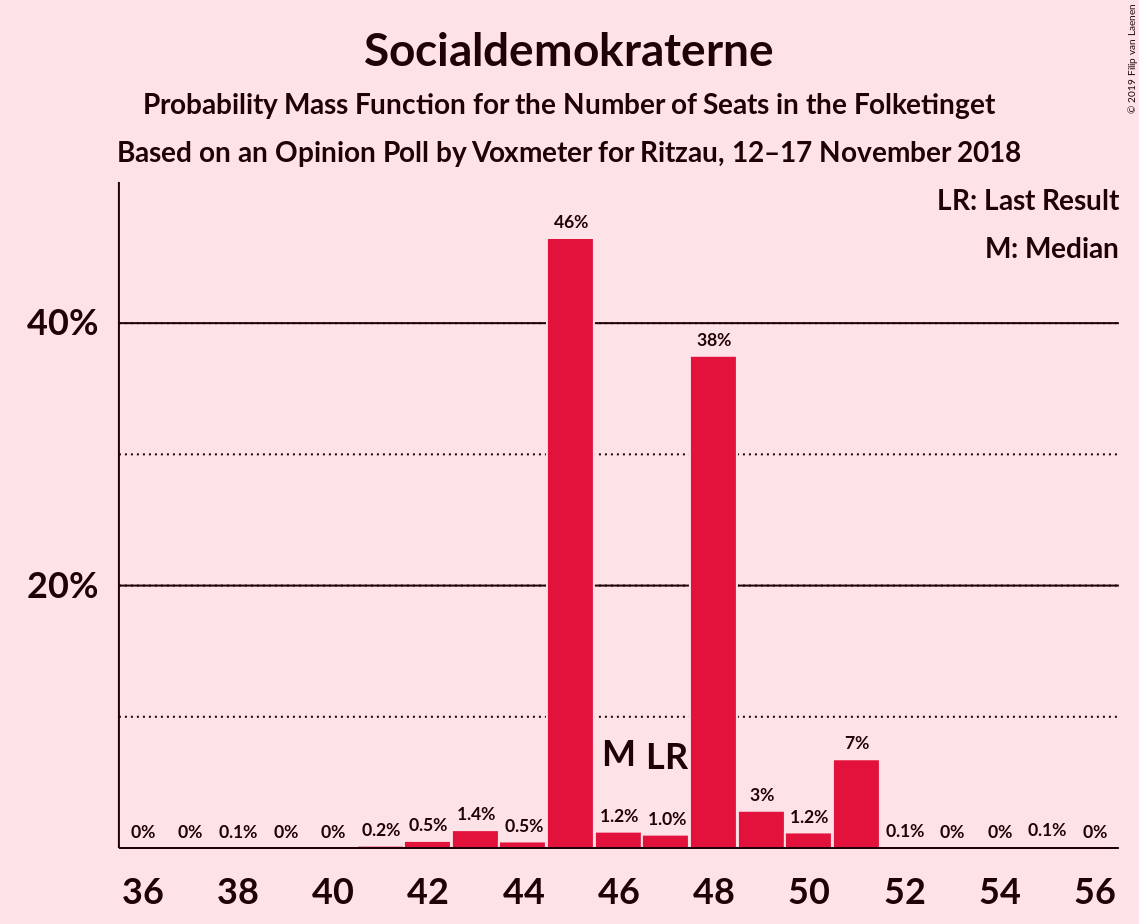 Socialdemokraterne
Probability Mass Function for the Number of Seats in the Folketinget
Based on an Opinion Poll by Voxmeter for Ritzau, 12–17 November 2018
© 2019 Filip van Laenen
LR: Last Result
M: Median
40%
20%
0% 0% 0.1% 0% 0% 0.2% 0.5% 1.4% 0.5% 46% 1.2% 1.0% 38% 3% 1.2% 7% 0.1% 0% 0% 0.1% 0%
M LR
36 38 40 42 44 46 48 50 52 54 56